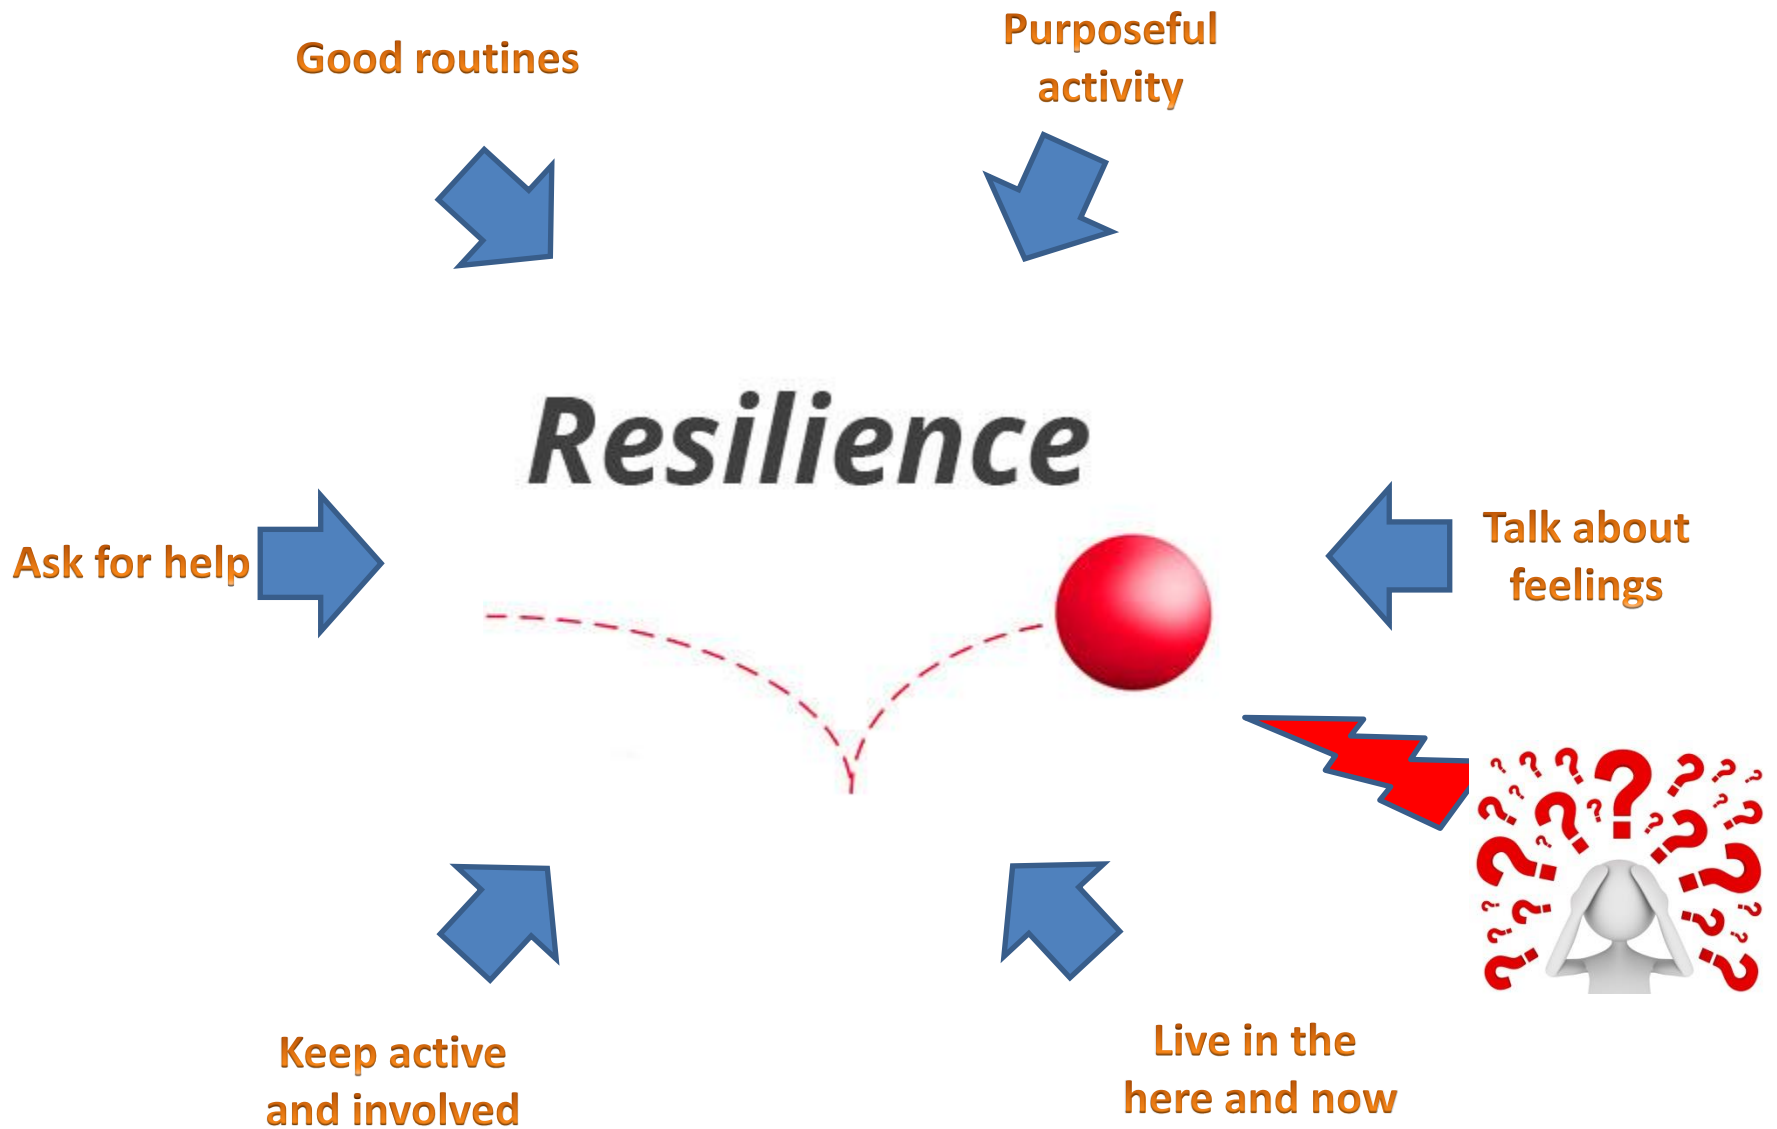 Good routines
Purposeful
activity
Resilience
Ask for help
Talk about
feelings
Keep active
and involved
Live in the
here and now